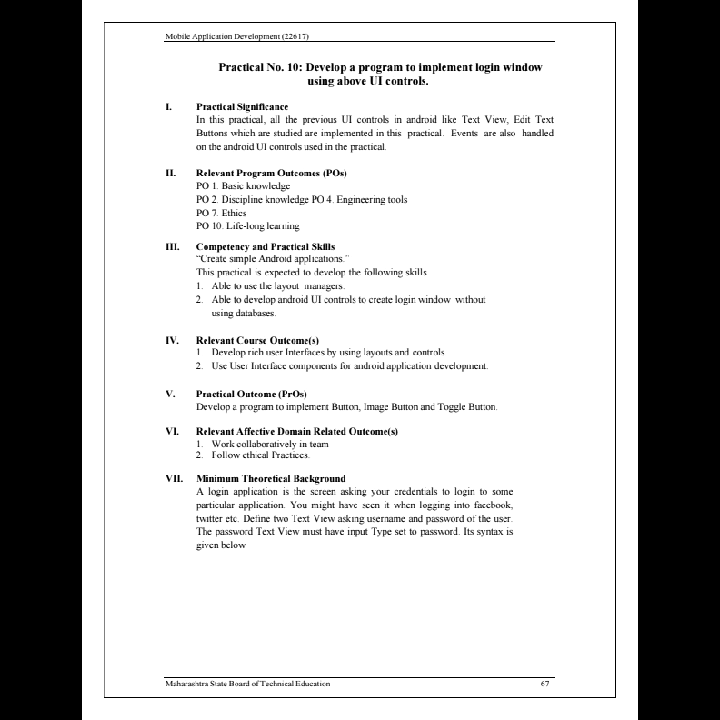 Mobile Application Development (22617)
Practical No. 10: Develop a program to implement login window
using above UI controls.
I. Practical Significance
In this practical, all the previous UI controls in android like Text View, Edit Text
Buttons which are studied are implemented in this practical. Events are also handled
on the android UI controls used in the practical.
II. Relevant Program Outcomes (POs)
PO 1. Basic knowledge
PO 2. Discipline knowledge PO 4. Engineering tools
PO 7. Ethics
PO 10. Life-long learning
III. Competency and Practical Skills
“Create simple Android applications.”
This practical is expected to develop the following skills
1. Able to use the layout managers.
2. Able to develop android UI controls to create login window without
using databases.
IV. Relevant Course Outcome(s)
1. Develop rich user Interfaces by using layouts and controls
2. Use User Interface components for android application development.
V. Practical Outcome (PrOs)
Develop a program to implement Button, Image Button and Toggle Button.
VI. Relevant Affective Domain Related Outcome(s)
1. Work collaboratively in team
2. Follow ethical Practices.
VII. Minimum Theoretical Background
A login application is the screen asking your credentials to login to some
particular application. You might have seen it when logging into facebook,
twitter etc. Define two Text View asking username and password of the user.
The password Text View must have input Type set to password. Its syntax is
given below
Maharashtra State Board of Technical Education 67